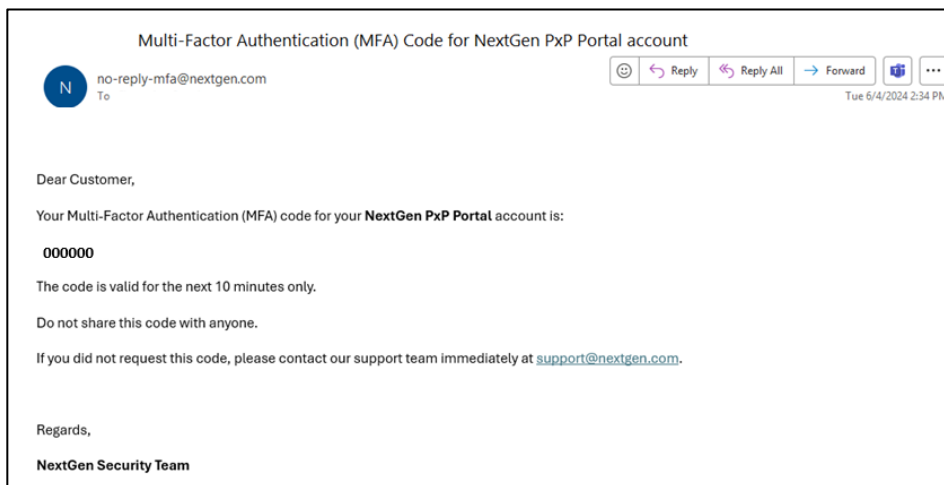 Multi-Factor Authentication (MFA) Code for NextGen PxP Portal account
N
no-reply-mfa@nextgen.com
To
Reply
Reply All
Forward
Tue 6/4/2024 2:34 PM
Dear Customer,
Your Multi-Factor Authentication (MFA) code for your NextGen PxP Portal account is:
000000
The code is valid for the next 10 minutes only.
Do not share this code with anyone.
If you did not request this code, please contact our support team immediately at support@nextgen.com.
Regards,
NextGen Security Team